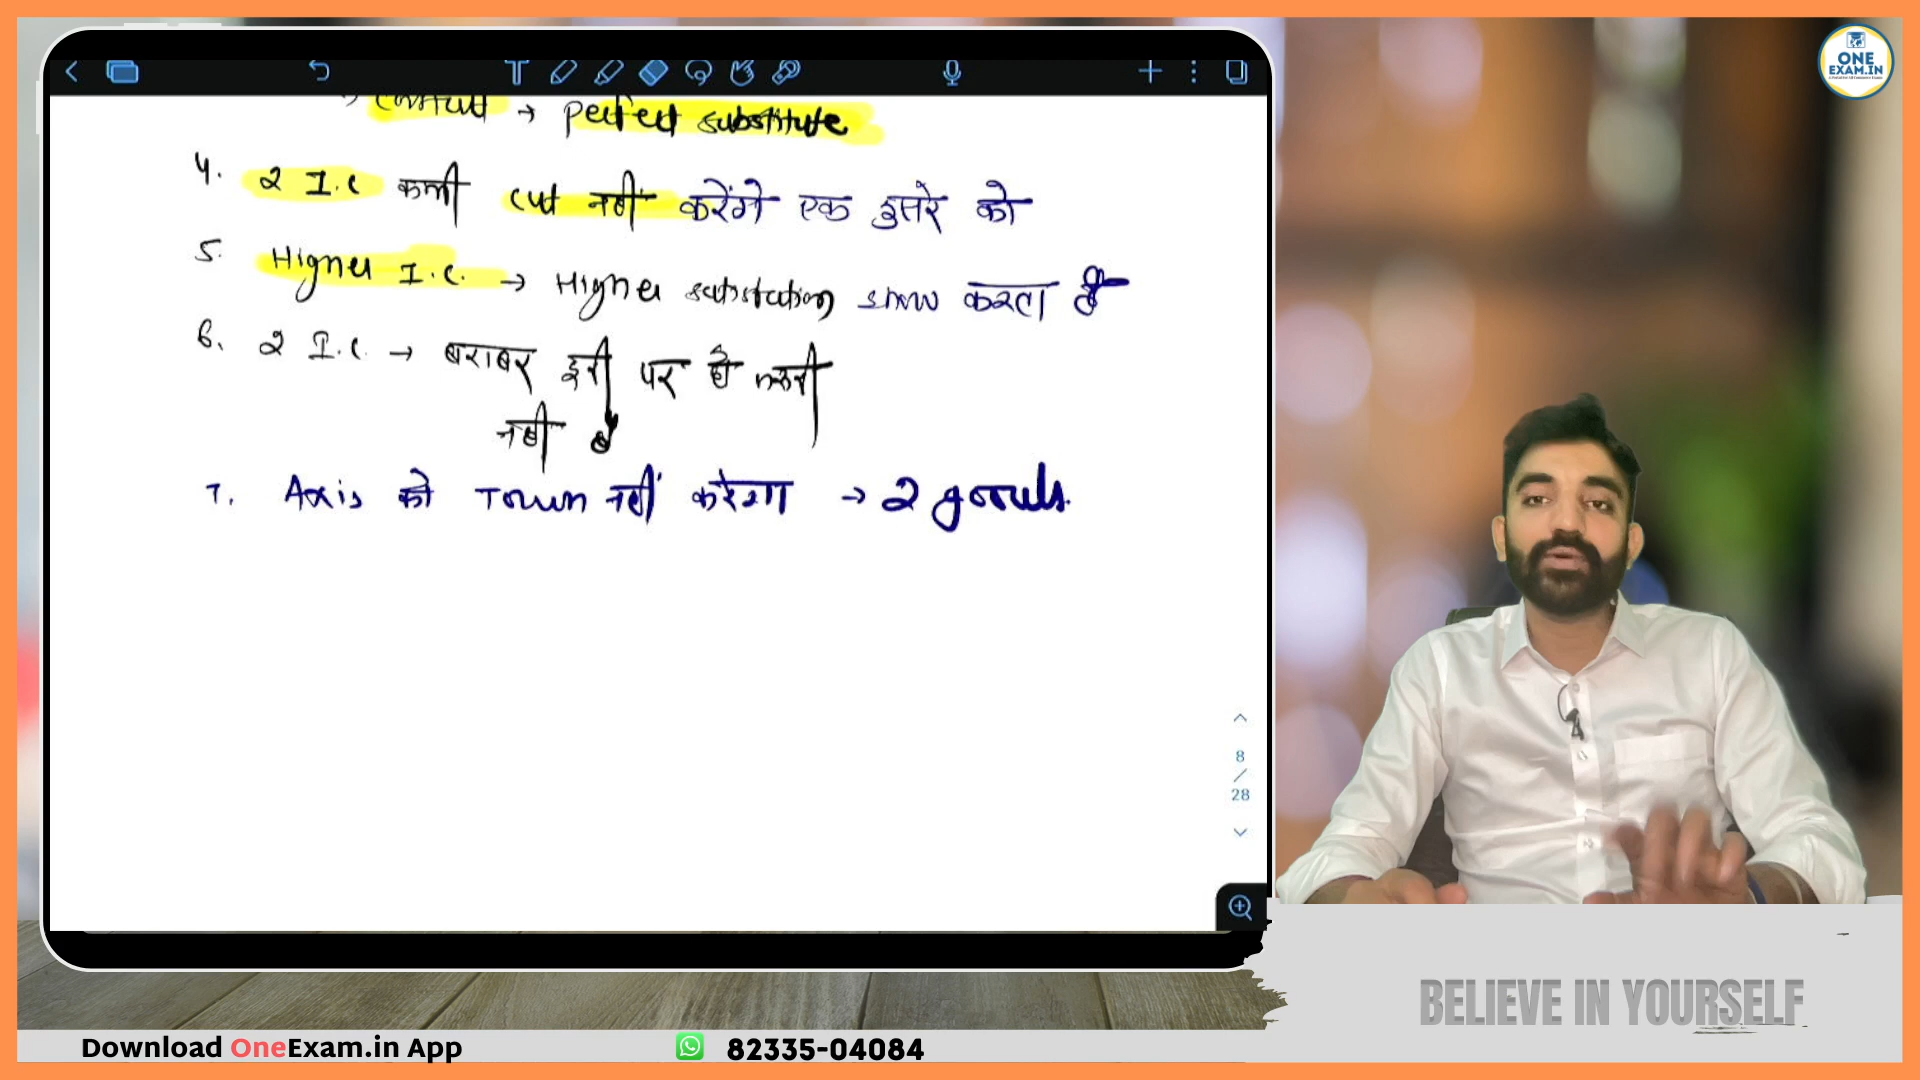 ONE
EXAM.IN
→ perfect substitute
4. 2 I.C कभी cut नहीं करेंगे एक दुसरे को
5. Higher I.C. → Higher satisfaction show करता है
6. 2 I.C. → बराबर दुरी पर हो जरुरी
नही है
7. Axis को Touch नहीं करेगा → 2 goods.
8
/
28
BELIEVE IN YOURSELF
Download OneExam.in App
82335-04084